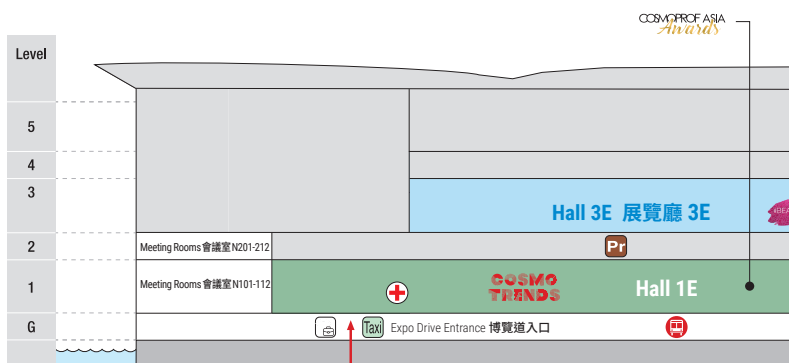 COSMOPROF ASIA
Awards
Level
5
4
3
Hall 3E 展覽廳 3E
BEA
2
Meeting Rooms 會議室 N201-212
Pr
1
Meeting Rooms 會議室 N101-112
COSMO
TRENDS
Hall 1E
G
Taxi
Expo Drive Entrance 博覽道入口